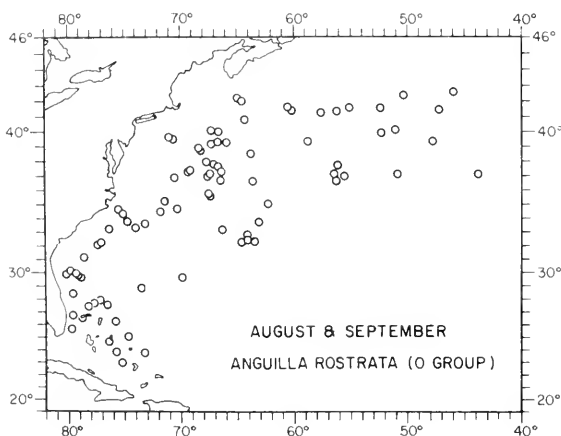 80° 70° 60° 50° 40°
46° 46°
40° 40°
30° 30°
AUGUST & SEPTEMBER
ANGUILLA ROSTRATA (O GROUP)
20° 20°
80° 70° 60° 50° 40°